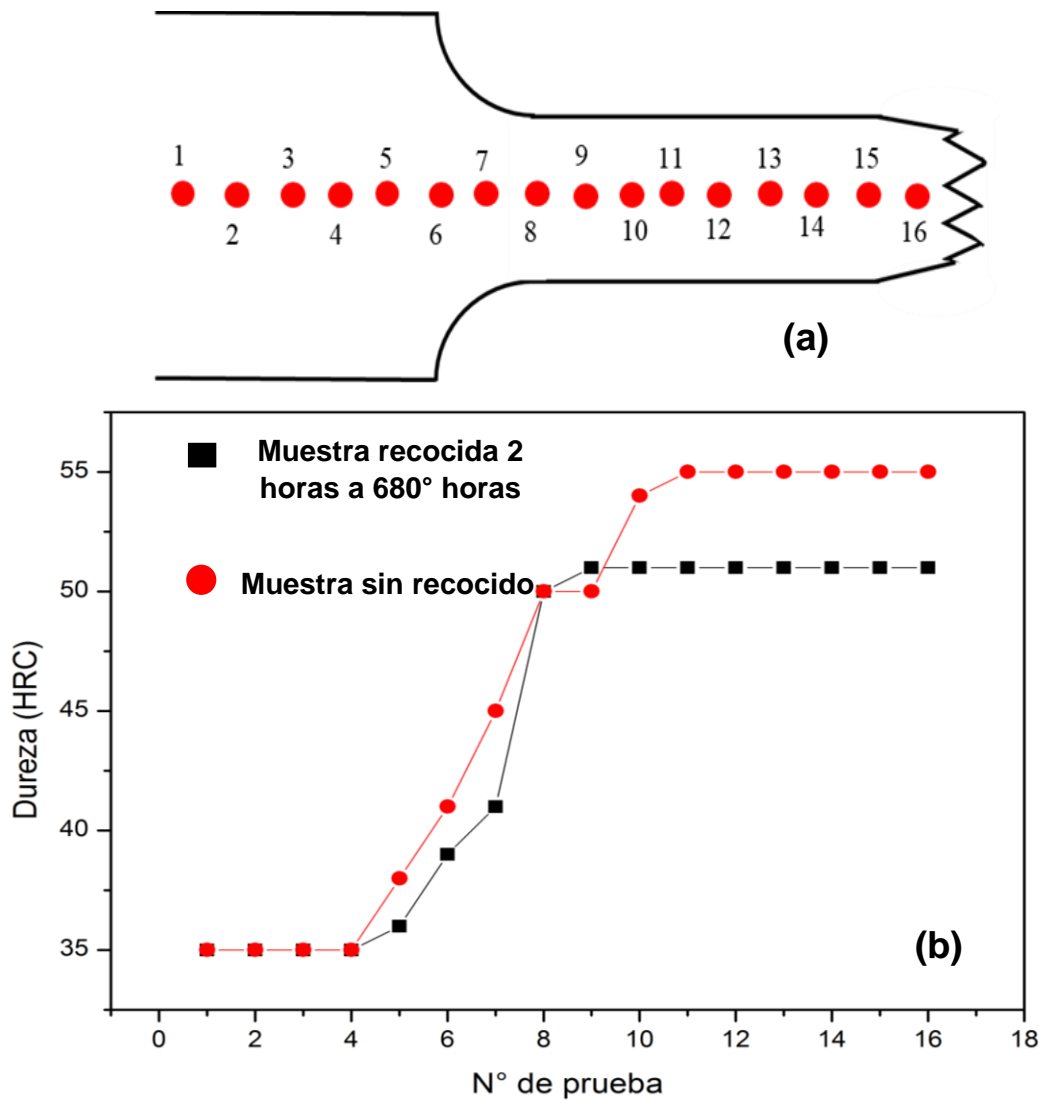 1 3 5 7 9 11 13 15
2 4 6 8 10 12 14 16
(a)
Muestra recocida 2
horas a 680° horas
Muestra sin recocido
(b)
Dureza (HRC)
55
50
45
40
35
0 2 4 6 8 10 12 14 16 18
N° de prueba